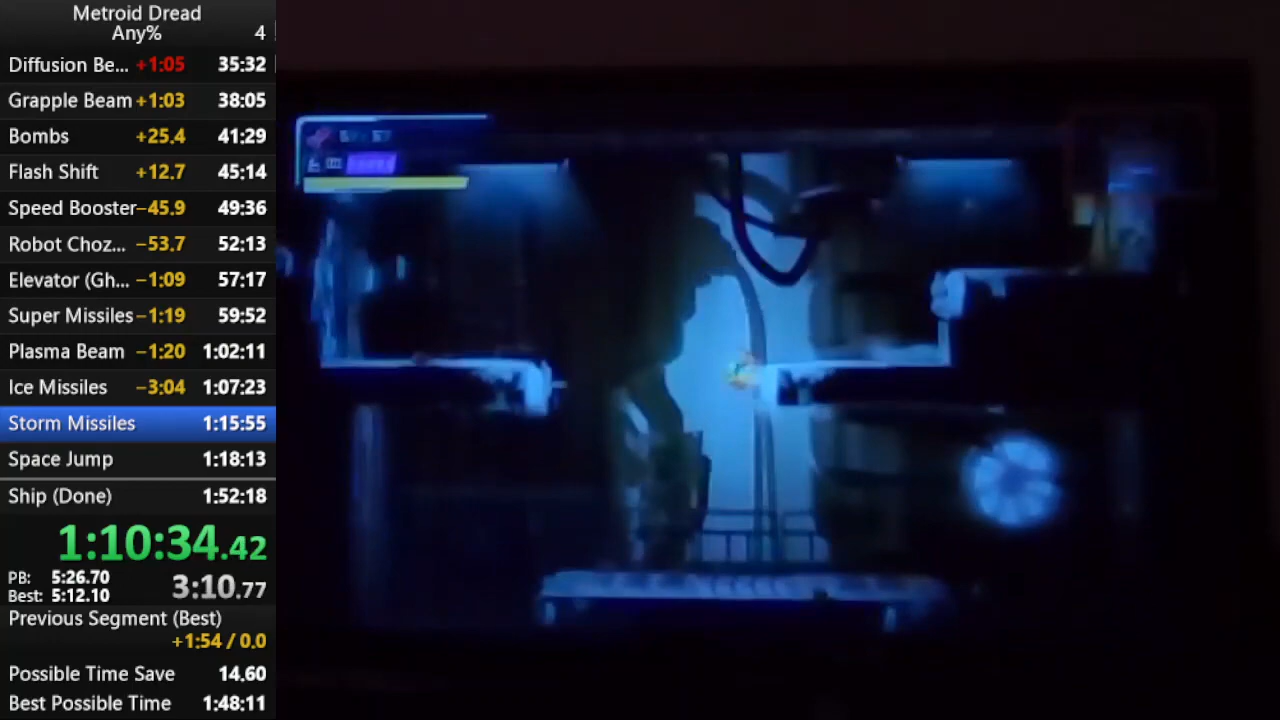 Metroid Dread
Any% 4
Diffusion Be... +1:05 35:32
Grapple Beam +1:03 38:05
Bombs +25.4 41:29
Flash Shift +12.7 45:14
Speed Booster −45.9 49:36
Robot Choz... −53.7 52:13
Elevator (Gh... −1:09 57:17
Super Missiles −1:19 59:52
Plasma Beam −1:20 1:02:11
Ice Missiles −3:04 1:07:23
Storm Missiles 1:15:55
Space Jump 1:18:13
Ship (Done) 1:52:18
1:10:34.42
PB: 5:26.70
Best: 5:12.10
3:10.77
Previous Segment (Best)
+1:54 / 0.0
Possible Time Save 14.60
Best Possible Time 1:48:11